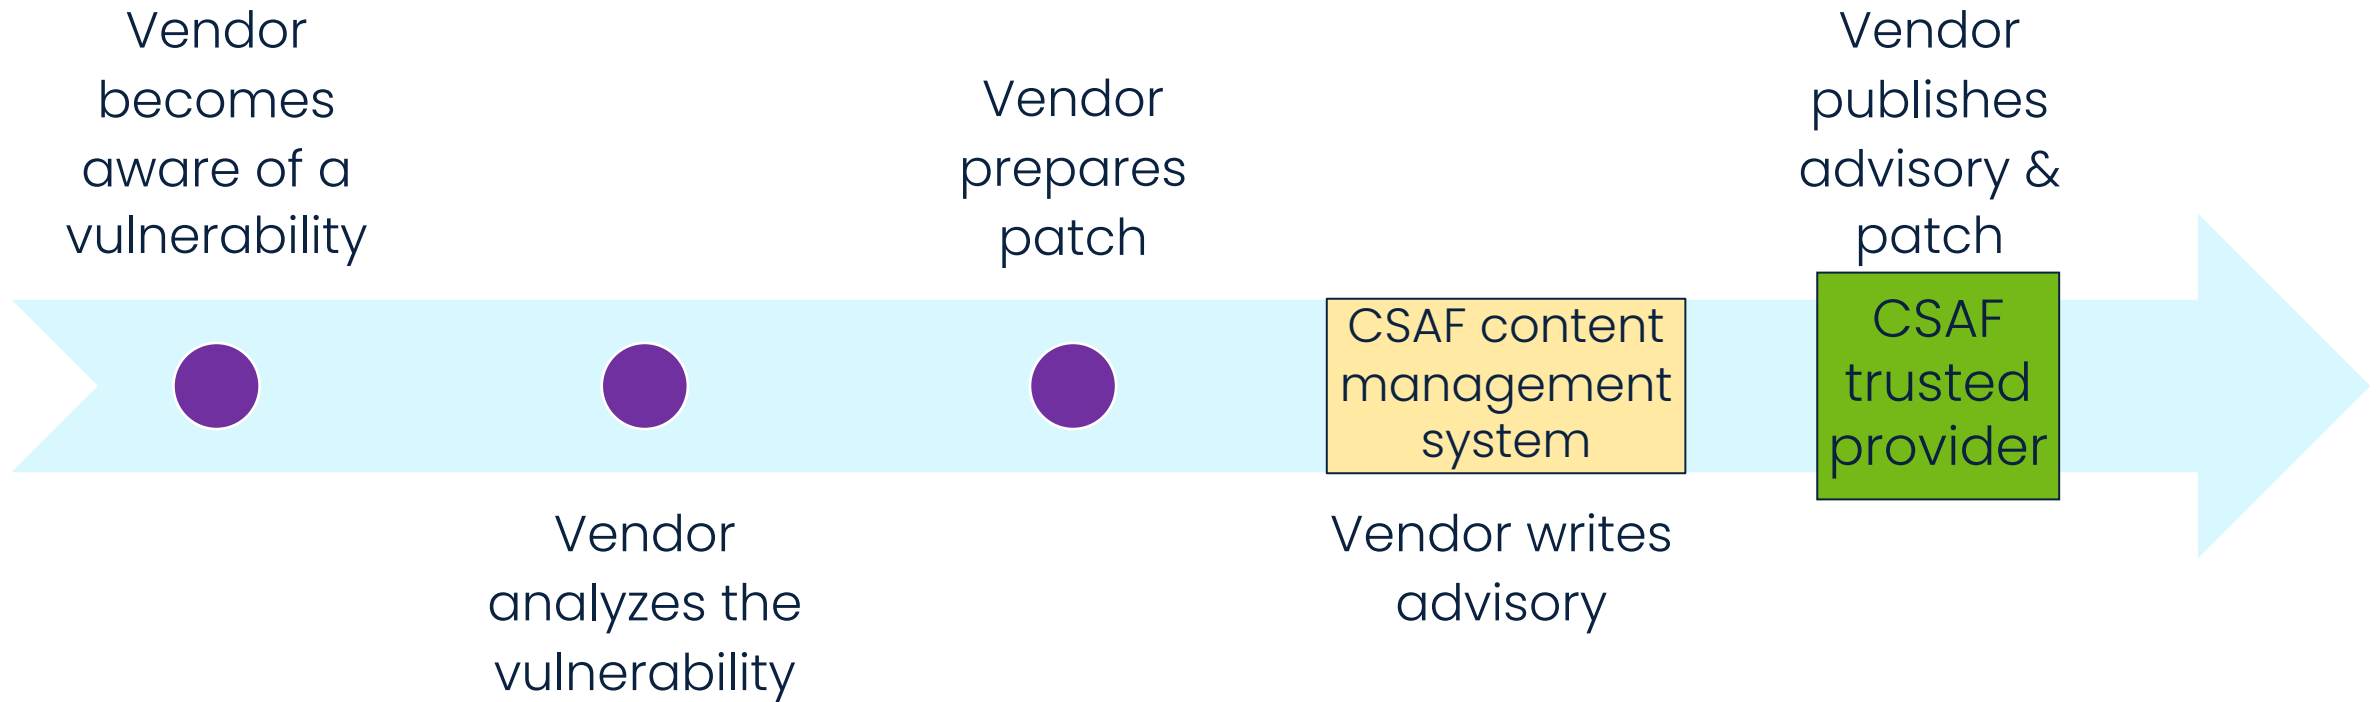 Vendor
becomes
aware of a
vulnerability
Vendor
analyzes the
vulnerability
Vendor
prepares
patch
CSAF content
management
system
Vendor writes
advisory
Vendor
publishes
advisory &
patch
CSAF
trusted
provider